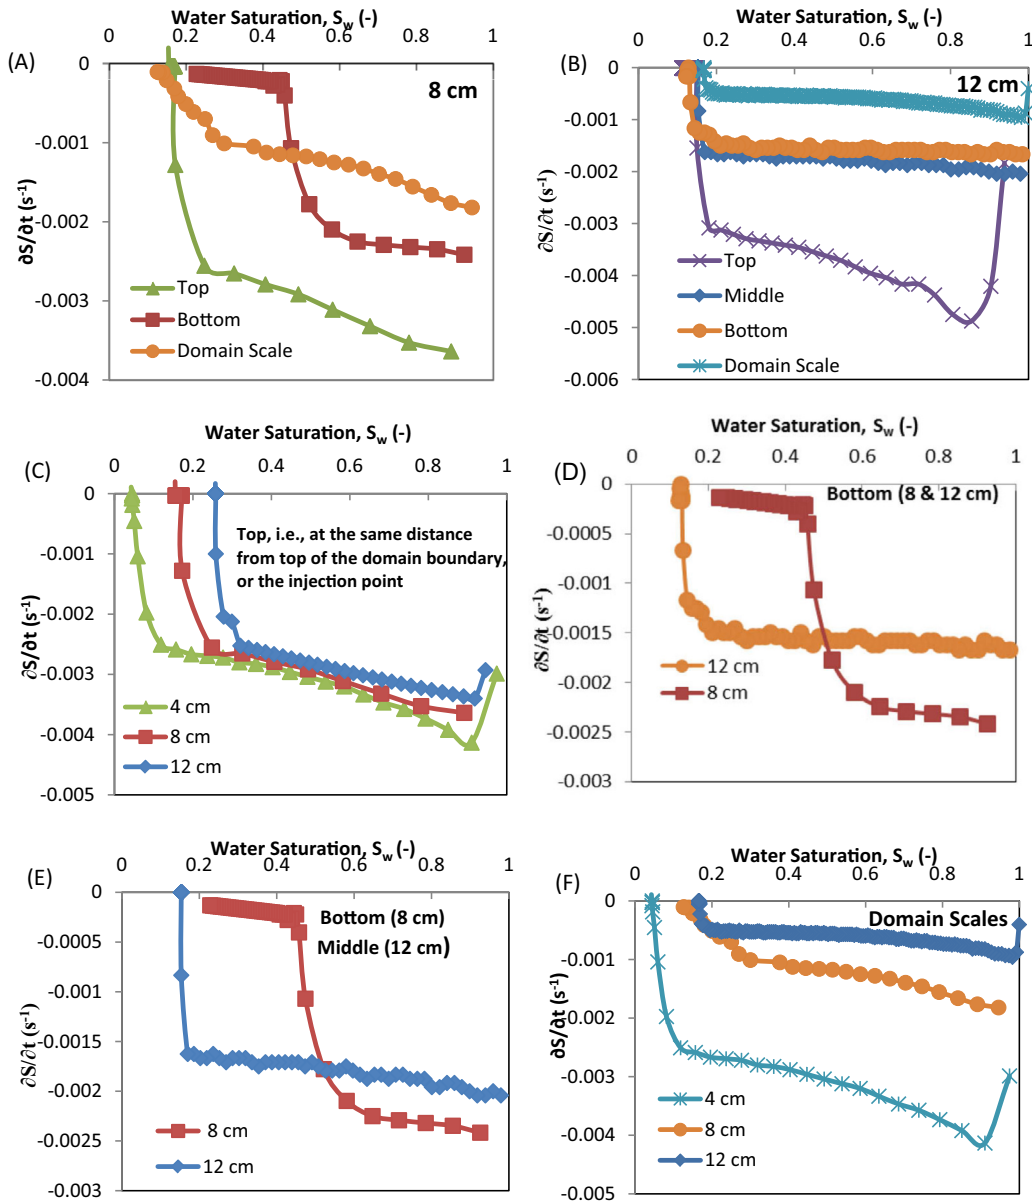 Water Saturation, Sw (-)
0 0.2 0.4 0.6 0.8 1
(A)
8 cm
0
-0.001
-0.002
-0.003
-0.004
∂S/∂t (s-1)
Top
Bottom
Domain Scale
Water Saturation, Sw (-)
0 0.2 0.4 0.6 0.8 1
(B)
12 cm
0
-0.001
-0.002
-0.003
-0.004
-0.005
-0.006
∂S/∂t (s-1)
Top
Middle
Bottom
Domain Scale
Water Saturation, Sw (-)
0 0.2 0.4 0.6 0.8 1
(C)
Top, i.e., at the same distance
from top of the domain boundary,
or the injection point
0
-0.001
-0.002
-0.003
-0.004
-0.005
∂S/∂t (s-1)
4 cm
8 cm
12 cm
Water Saturation, Sw (-)
0 0.2 0.4 0.6 0.8 1
(D)
Bottom (8 & 12 cm)
0
-0.0005
-0.001
-0.0015
-0.002
-0.0025
-0.003
∂S/∂t (s-1)
12 cm
8 cm
Water Saturation, Sw (-)
0 0.2 0.4 0.6 0.8 1
(E)
Bottom (8 cm)
Middle (12 cm)
0
-0.0005
-0.001
-0.0015
-0.002
-0.0025
-0.003
∂S/∂t (s-1)
8 cm
12 cm
Water Saturation, Sw (-)
0 0.2 0.4 0.6 0.8 1
(F)
Domain Scales
0
-0.001
-0.002
-0.003
-0.004
-0.005
∂S/∂t (s-1)
4 cm
8 cm
12 cm